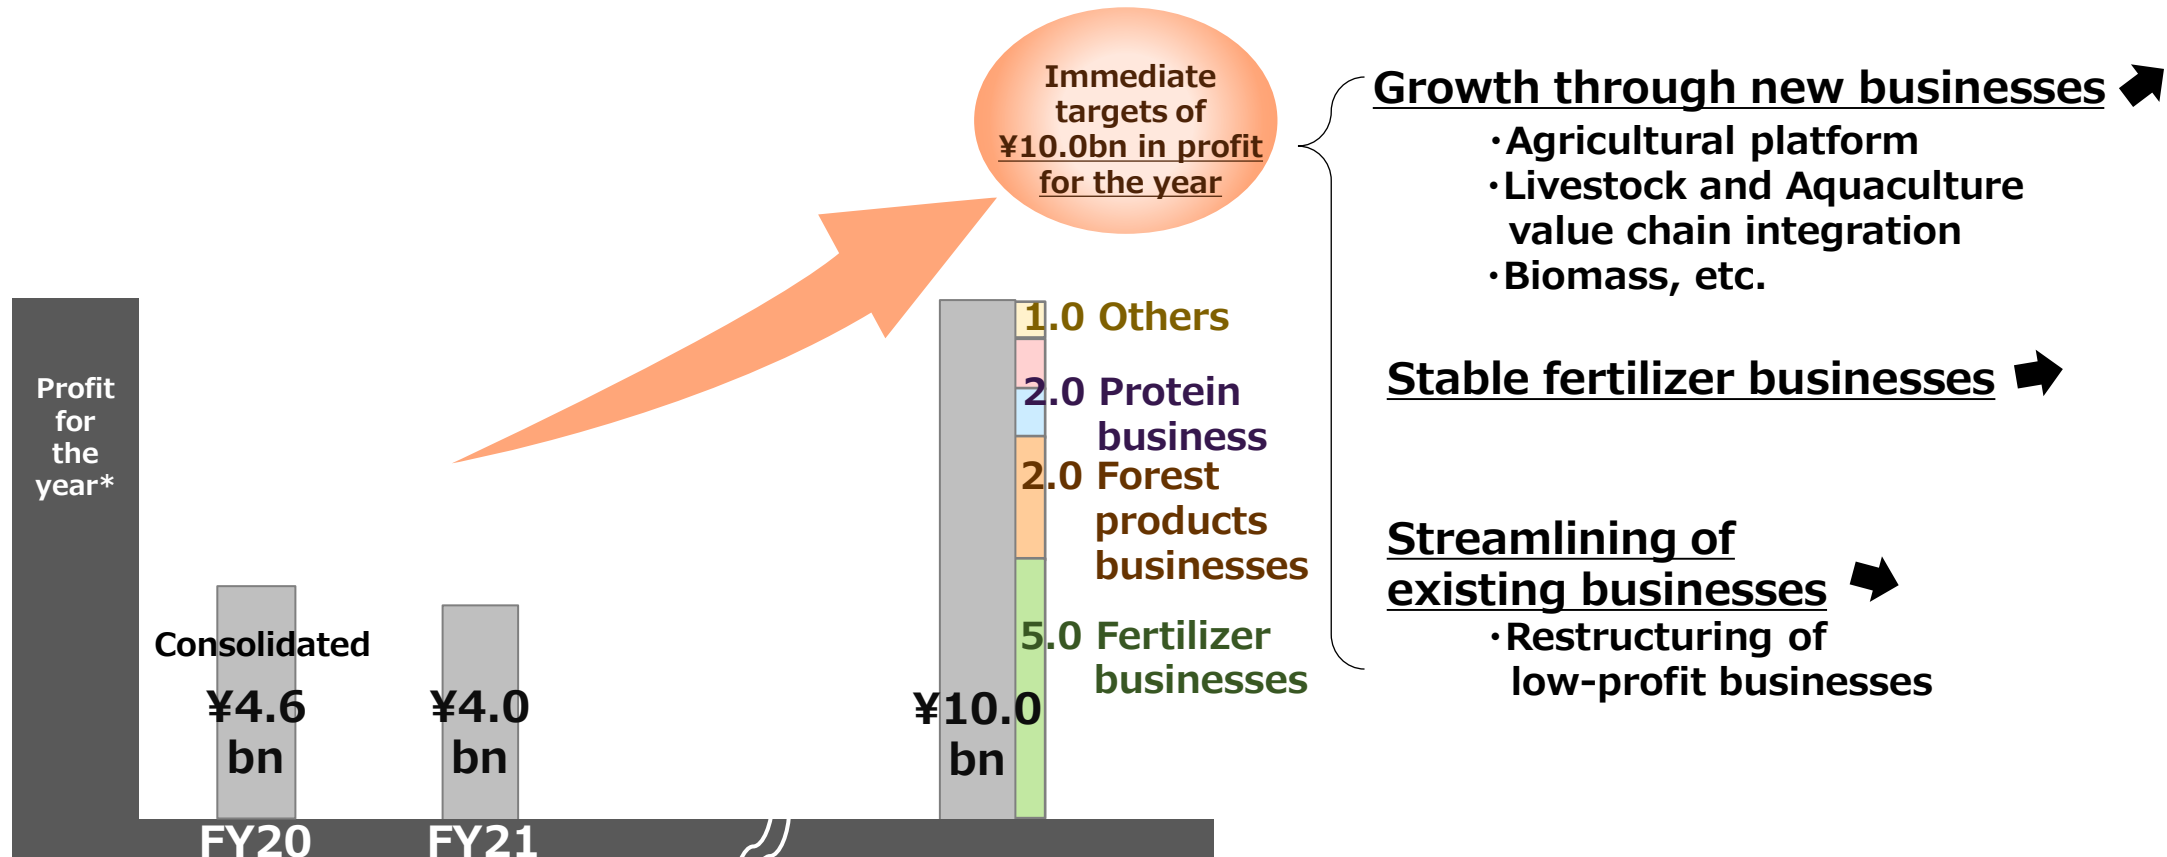 Immediate
targets of
¥10.0bn in profit
for the year
Growth through new businesses
・Agricultural platform
・Livestock and Aquaculture
value chain integration
・Biomass, etc.
Stable fertilizer businesses
Streamlining of
existing businesses
・Restructuring of
low-profit businesses
Profit
for
the
year*
1.0 Others
2.0 Protein
business
2.0 Forest
products
businesses
5.0 Fertilizer
businesses
Consolidated
¥4.6
bn
¥4.0
bn
¥10.0
bn
FY20
FY21